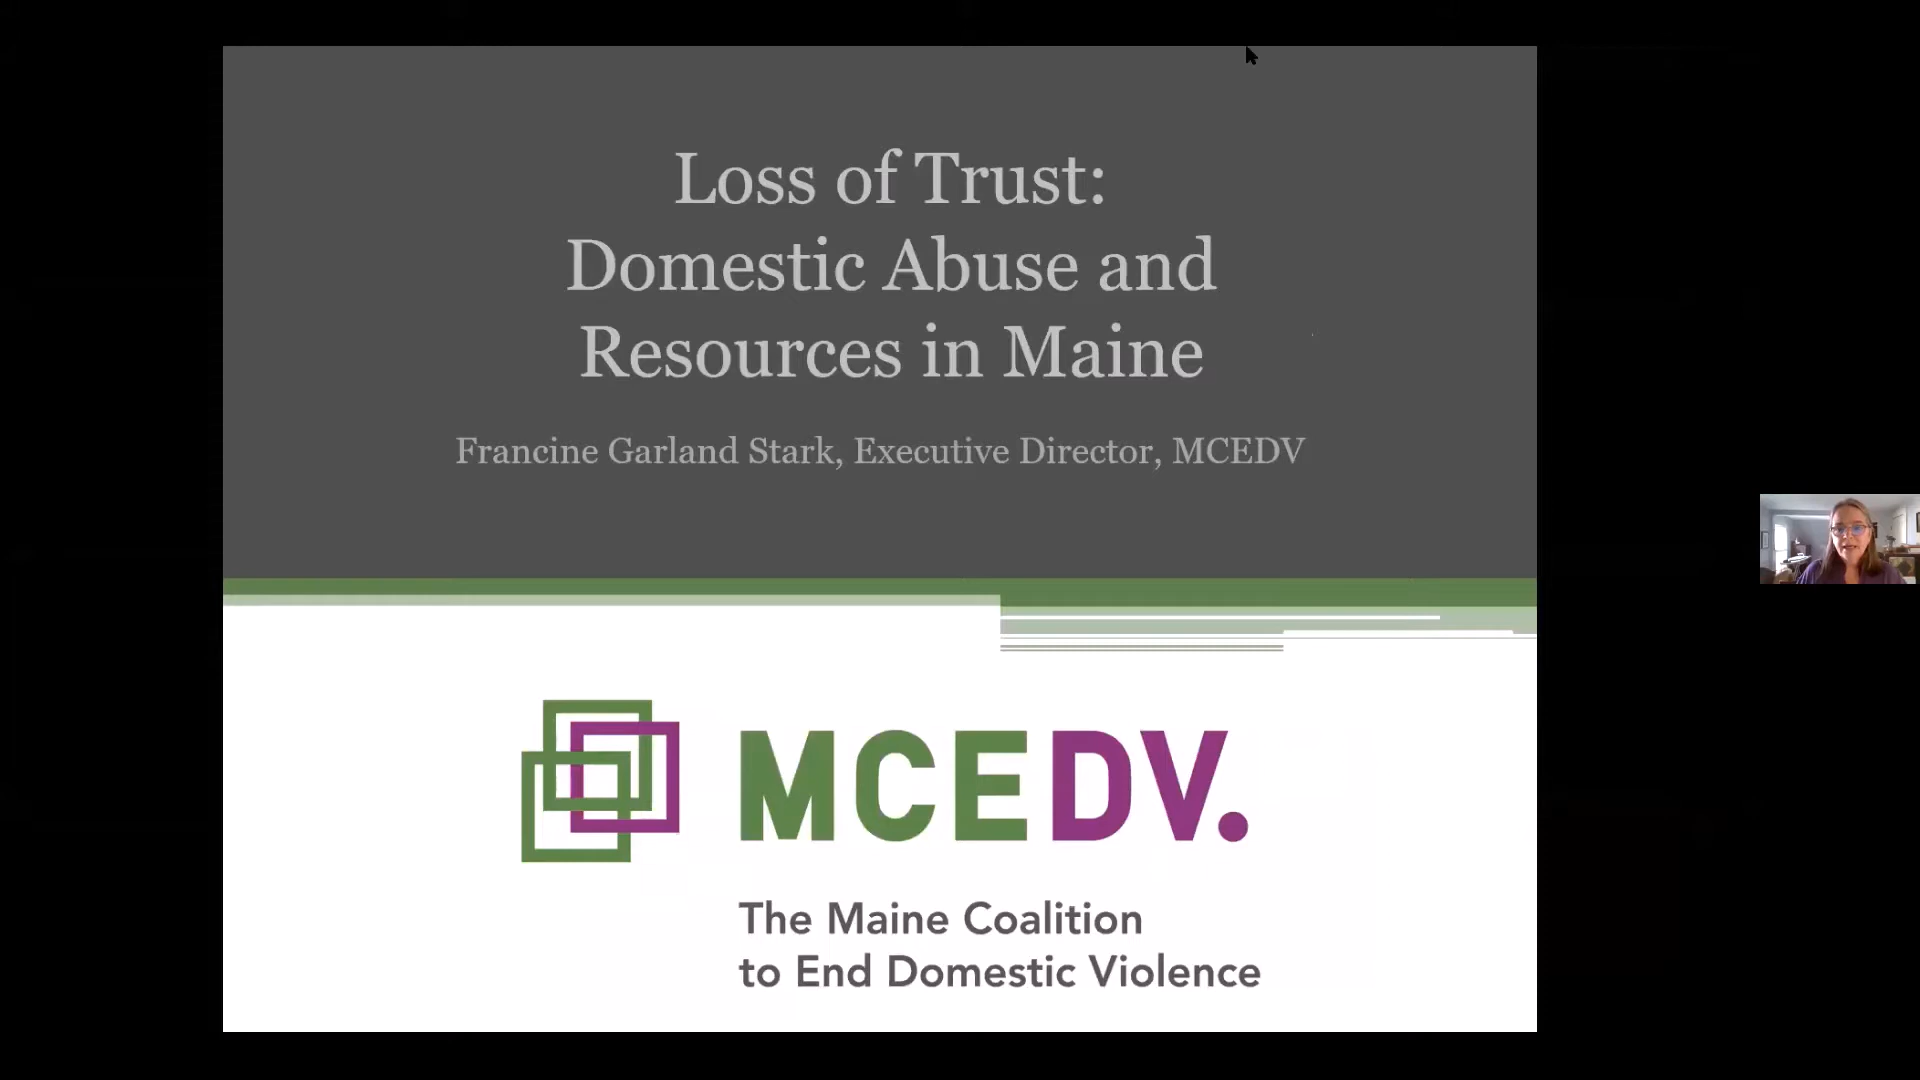 Loss of Trust:
Domestic Abuse and
Resources in Maine
Francine Garland Stark, Executive Director, MCEDV
MCEDV.
The Maine Coalition
to End Domestic Violence